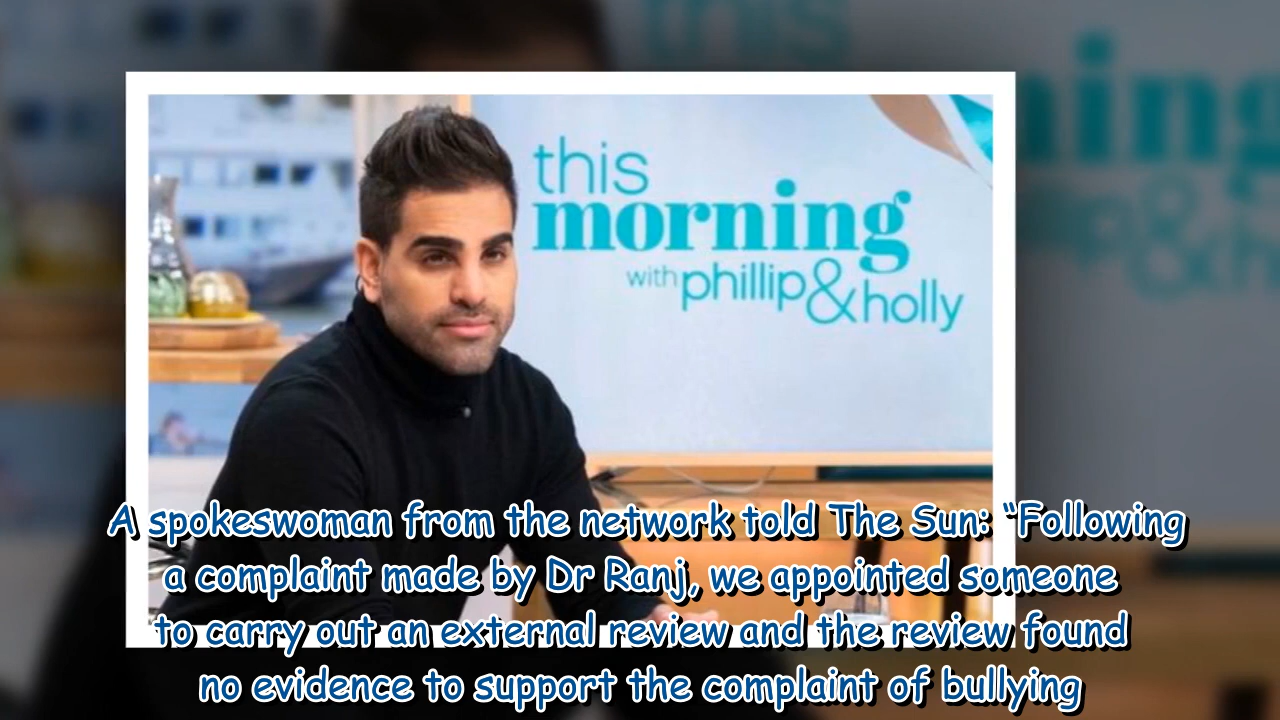 this
morning
with phillip&holly
A spokeswoman from the network told The Sun: “Following
a complaint made by Dr Ranj, we appointed someone
to carry out an external review and the review found
no evidence to support the complaint of bullying